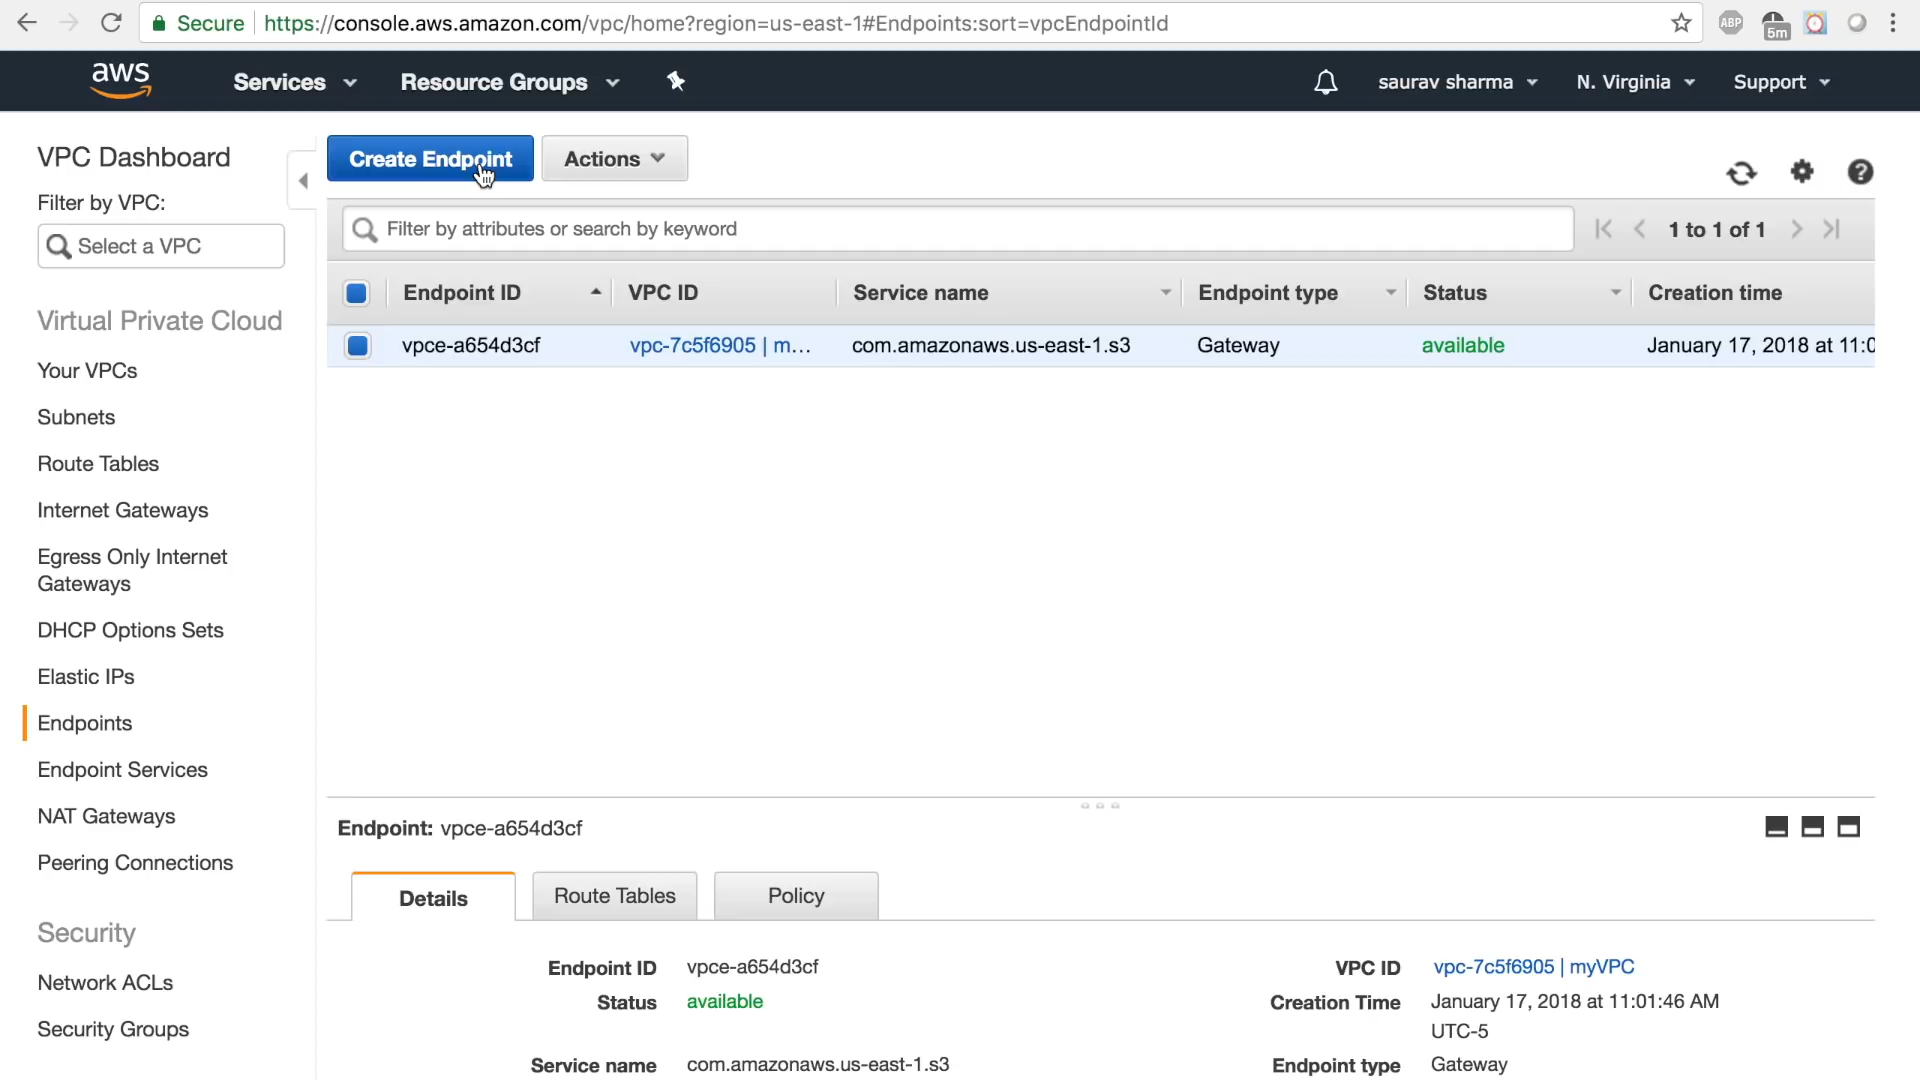 Secure https://console.aws.amazon.com/vpc/home?region=us-east-1#Endpoints:sort=vpcEndpointId
ABP
5m
aws Services Resource Groups saurav sharma N. Virginia Support
VPC Dashboard
Filter by VPC:
Select a VPC
Virtual Private Cloud
Your VPCs
Subnets
Route Tables
Internet Gateways
Egress Only Internet
Gateways
DHCP Options Sets
Elastic IPs
Endpoints
Endpoint Services
NAT Gateways
Peering Connections
Security
Network ACLs
Security Groups
Create Endpoint Actions
?
Filter by attributes or search by keyword 1 to 1 of 1
Endpoint ID VPC ID Service name Endpoint type Status Creation time
vpce-a654d3cf vpc-7c5f6905 | m... com.amazonaws.us-east-1.s3 Gateway available January 17, 2018 at 11:0
Endpoint: vpce-a654d3cf
Details Route Tables Policy
Endpoint ID vpce-a654d3cf VPC ID vpc-7c5f6905 | myVPC
Status available Creation Time January 17, 2018 at 11:01:46 AM
UTC-5
Service name com.amazonaws.us-east-1.s3 Endpoint type Gateway